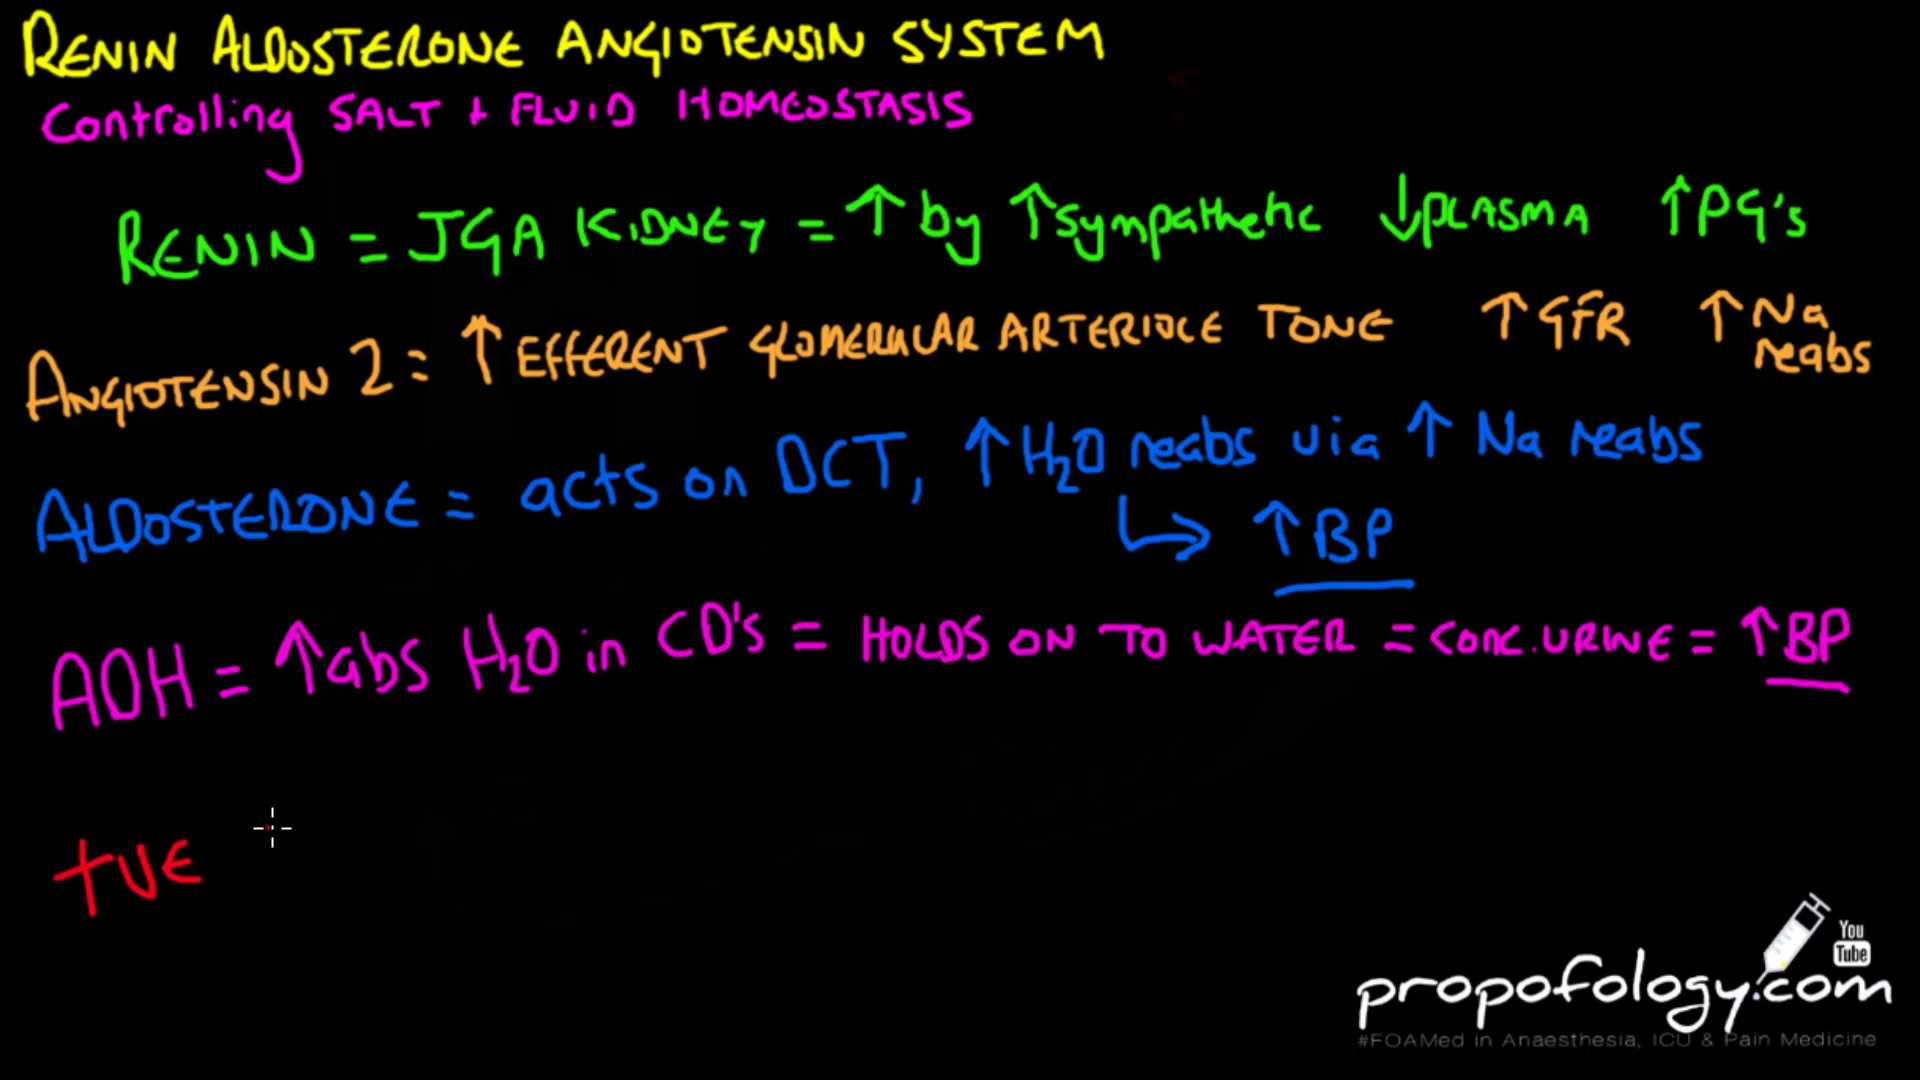 RENIN ALDOSTERONE ANGIOTENSIN SYSTEM
Controlling SALT + FLUID HOMEOSTASIS
RENIN = JGA KIDNEY = ↑ by ↑ sympathetic ↓ PLASMA ↑ PG's
ANGIOTENSIN 2 = ↑ EFFERENT GLOMERULAR ARTERIOLE TONE ↑ GFR ↑ Na reabs
ALDOSTERONE = acts on DCT, ↑ H₂O reabs via ↑ Na reabs
↳ ↑ BP
ADH = ↑ abs H₂O in CD's = HOLDS ON TO WATER = conc. URINE = ↑ BP
+VE
You
Tube
propofology.com
#FOAMed in Anaesthesia, ICU & Pain Medicine